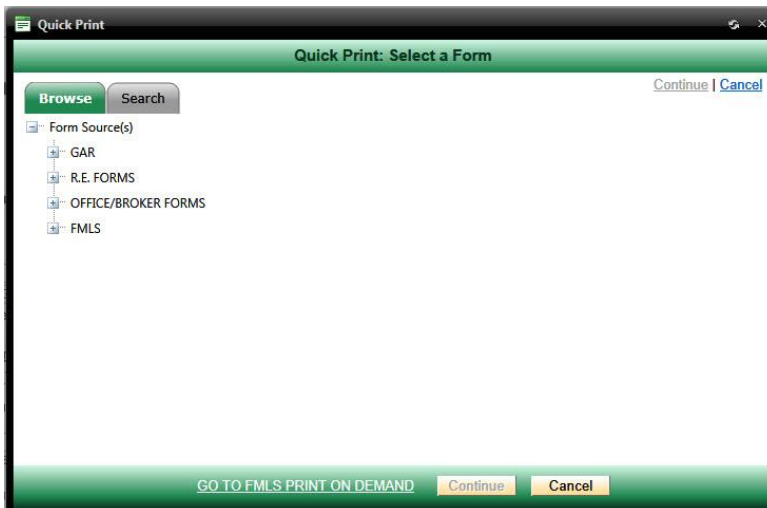 Quick Print
Quick Print: Select a Form
Continue | Cancel
Browse Search
Form Source(s)
GAR
R.E. FORMS
OFFICE/BROKER FORMS
FMLS
GO TO FMLS PRINT ON DEMAND Continue Cancel